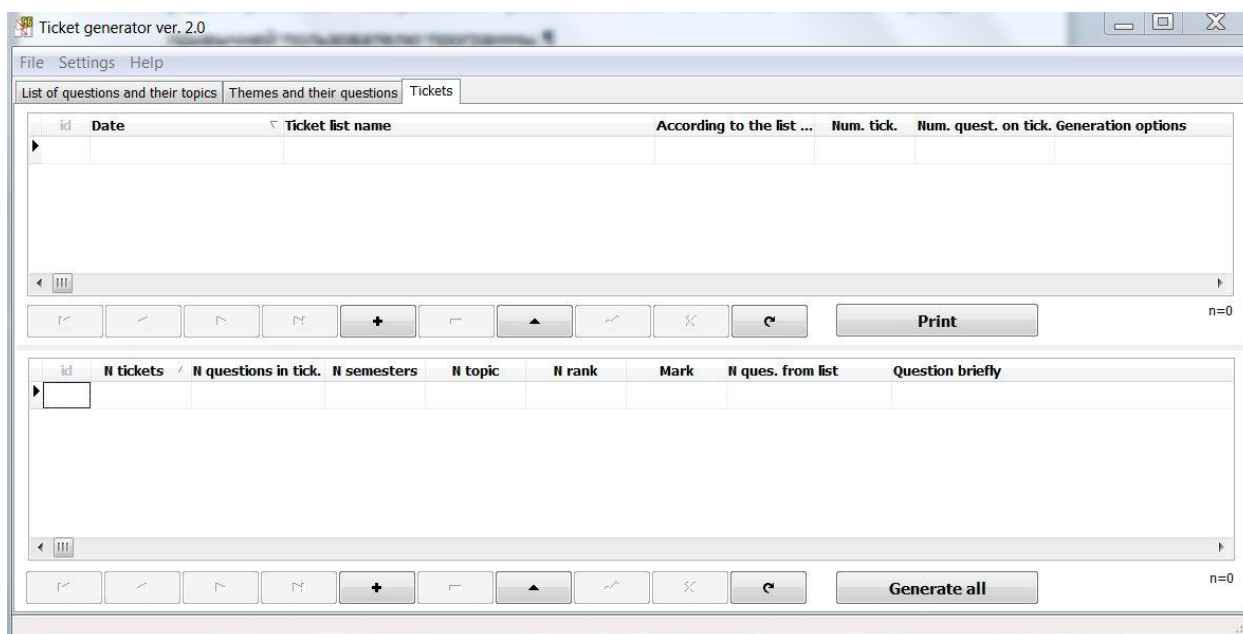 Ticket generator ver. 2.0
File Settings Help
List of questions and their topics Themes and their questions Tickets
id Date Ticket list name According to the list ... Num. tick. Num. quest. on tick. Generation options
Print n=0
id N tickets N questions in tick. N semesters N topic N rank Mark N ques. from list Question briefly
Generate all n=0